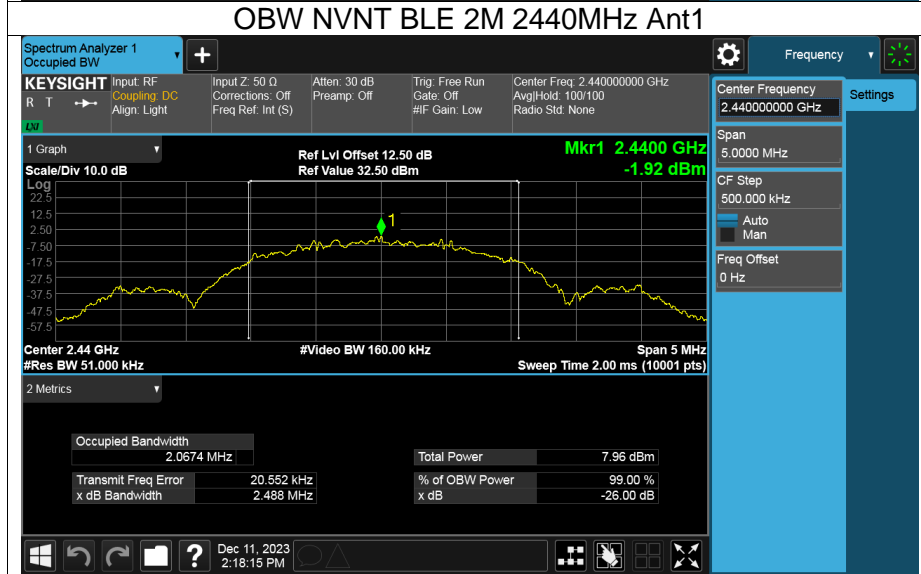 OBW NVNT BLE 2M 2440MHz Ant1
Spectrum Analyzer 1
Occupied BW
+
Frequency
KEYSIGHT
R T
LXI
Input: RF
Coupling: DC
Align: Light
Input Z: 50 Ω
Corrections: Off
Freq Ref: Int (S)
Atten: 30 dB
Preamp: Off
Trig: Free Run
Gate: Off
#IF Gain: Low
Center Freq: 2.440000000 GHz
Avg|Hold: 100/100
Radio Std: None
Center Frequency
2.440000000 GHz
Settings
Span
5.0000 MHz
CF Step
500.000 kHz
Auto
Man
Freq Offset
0 Hz
1 Graph
Ref Lvl Offset 12.50 dB
Mkr1 2.4400 GHz
Scale/Div 10.0 dB
Ref Value 32.50 dBm
-1.92 dBm
Log
22.5
12.5
2.50
-7.50
-17.5
-27.5
-37.5
-47.5
-57.5
1
Center 2.44 GHz
#Video BW 160.00 kHz
Span 5 MHz
#Res BW 51.000 kHz
Sweep Time 2.00 ms (10001 pts)
2 Metrics
Occupied Bandwidth
2.0674 MHz
Total Power 7.96 dBm
Transmit Freq Error 20.552 kHz
% of OBW Power 99.00 %
x dB Bandwidth 2.488 MHz
x dB -26.00 dB
?
Dec 11, 2023
2:18:15 PM